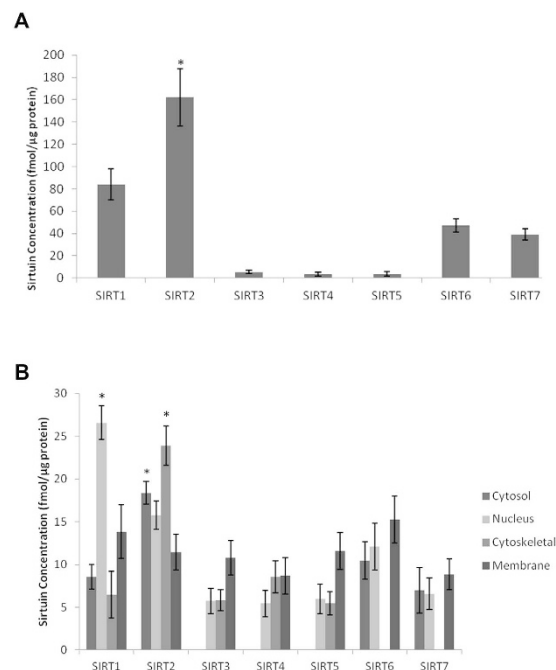 A
Sirtuin Concentration (fmol/µg protein)
200
180
160
140
120
100
80
60
40
20
0
*
SIRT1 SIRT2 SIRT3 SIRT4 SIRT5 SIRT6 SIRT7
B
Sirtuin Concentration (fmol/µg protein)
30
25
20
15
10
5
0
*
*
*
Cytosol
Nucleus
Cytoskeletal
Membrane
SIRT1 SIRT2 SIRT3 SIRT4 SIRT5 SIRT6 SIRT7